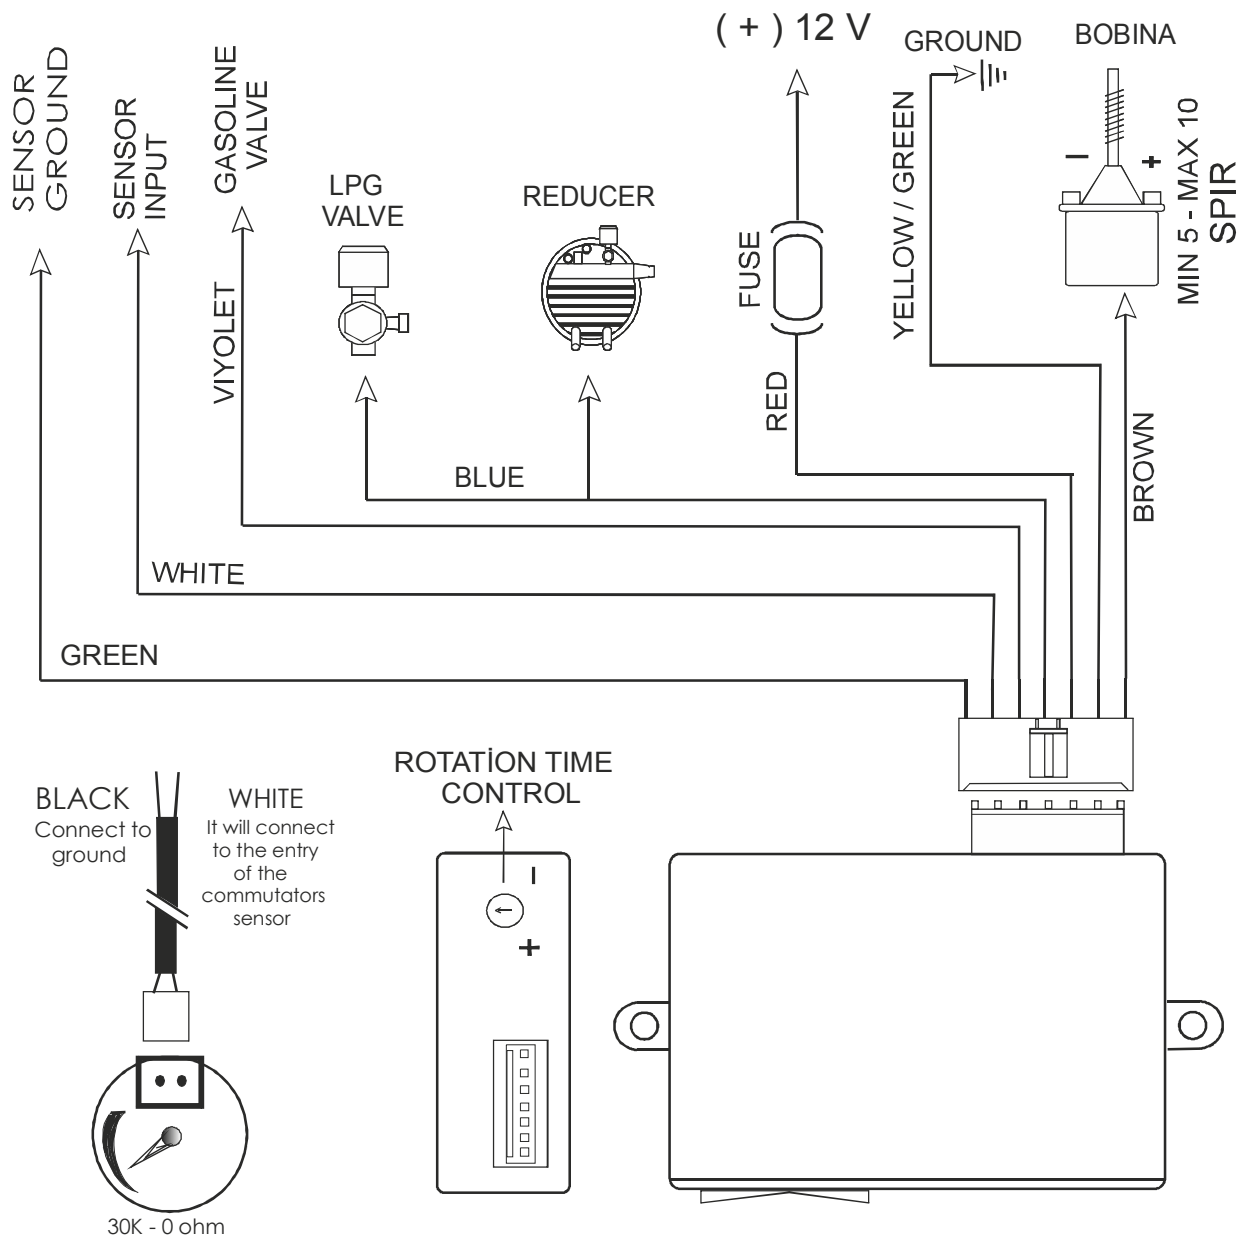 ( + ) 12 V
GROUND
BOBINA
SENSOR
GROUND
SENSOR
INPUT
GASOLINE
VALVE
LPG
VALVE
REDUCER
FUSE
YELLOW / GREEN
- +
MIN 5 - MAX 10
SPIR
VIYOLET
RED
BROWN
BLUE
WHITE
GREEN
ROTATİON TIME
CONTROL
-
+
BLACK
Connect to
ground
WHITE
It will connect
to the entry
of the
commutators
sensor
30K - 0 ohm